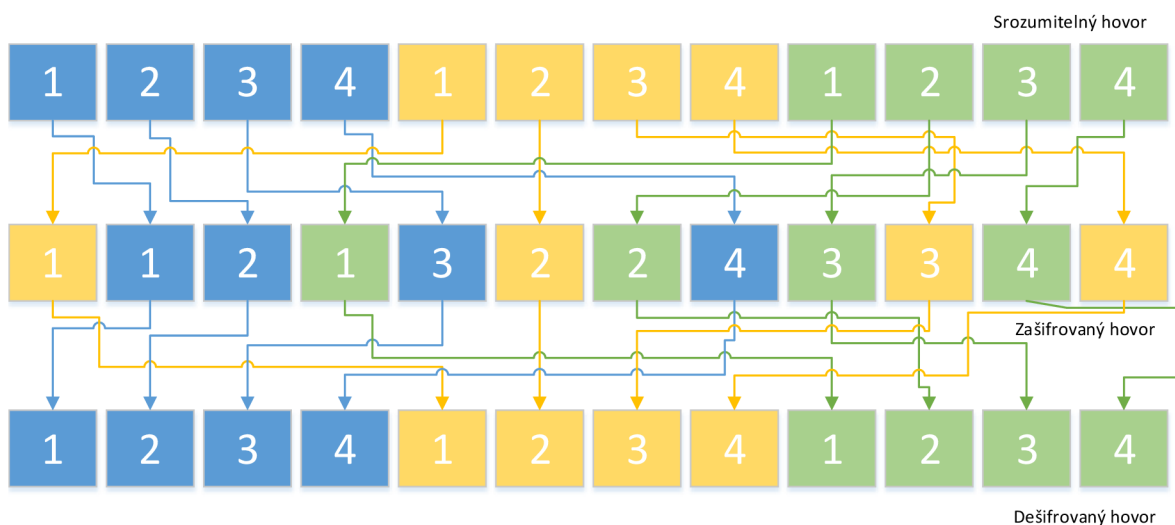 Srozumitelný hovor
1 2 3 4 1 2 3 4 1 2 3 4
1 1 2 1 3 2 2 4 3 3 4 4
Zašifrovaný hovor
1 2 3 4 1 2 3 4 1 2 3 4
Dešifrovaný hovor